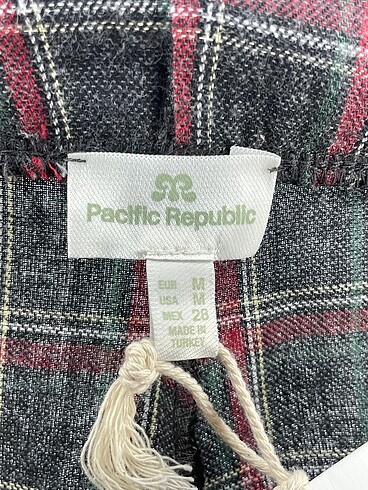 Pacific Republic
EUR M
USA M
MEX 28
MADE IN
TURKEY